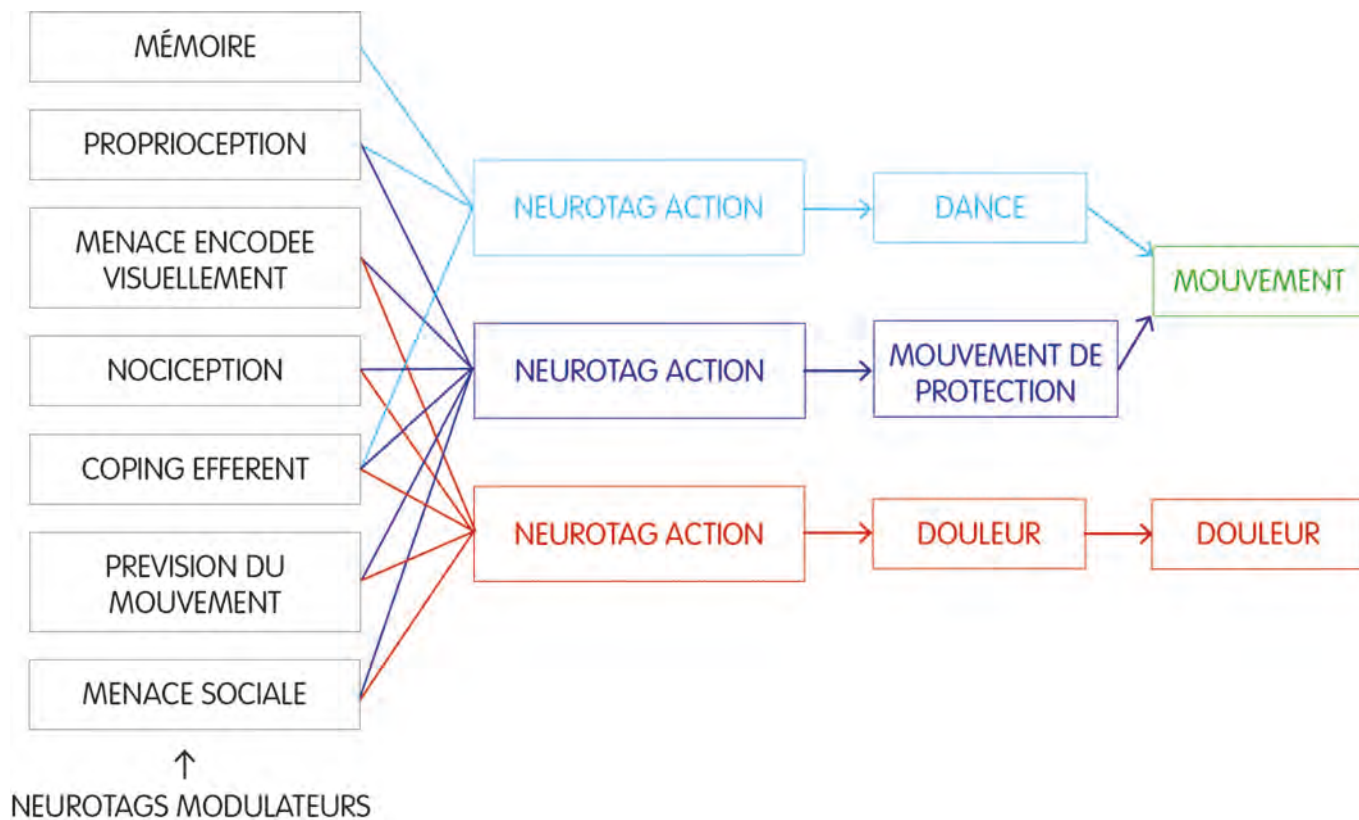 MÉMOIRE
PROPRIOCEPTION
MENACE ENCODEE
VISUELLEMENT
NOCICEPTION
COPING EFFERENT
PREVISION DU
MOUVEMENT
MENACE SOCIALE
NEUROTAGS MODULATEURS
NEUROTAG ACTION
DANCE
NEUROTAG ACTION
MOUVEMENT DE
PROTECTION
MOUVEMENT
NEUROTAG ACTION
DOULEUR
DOULEUR